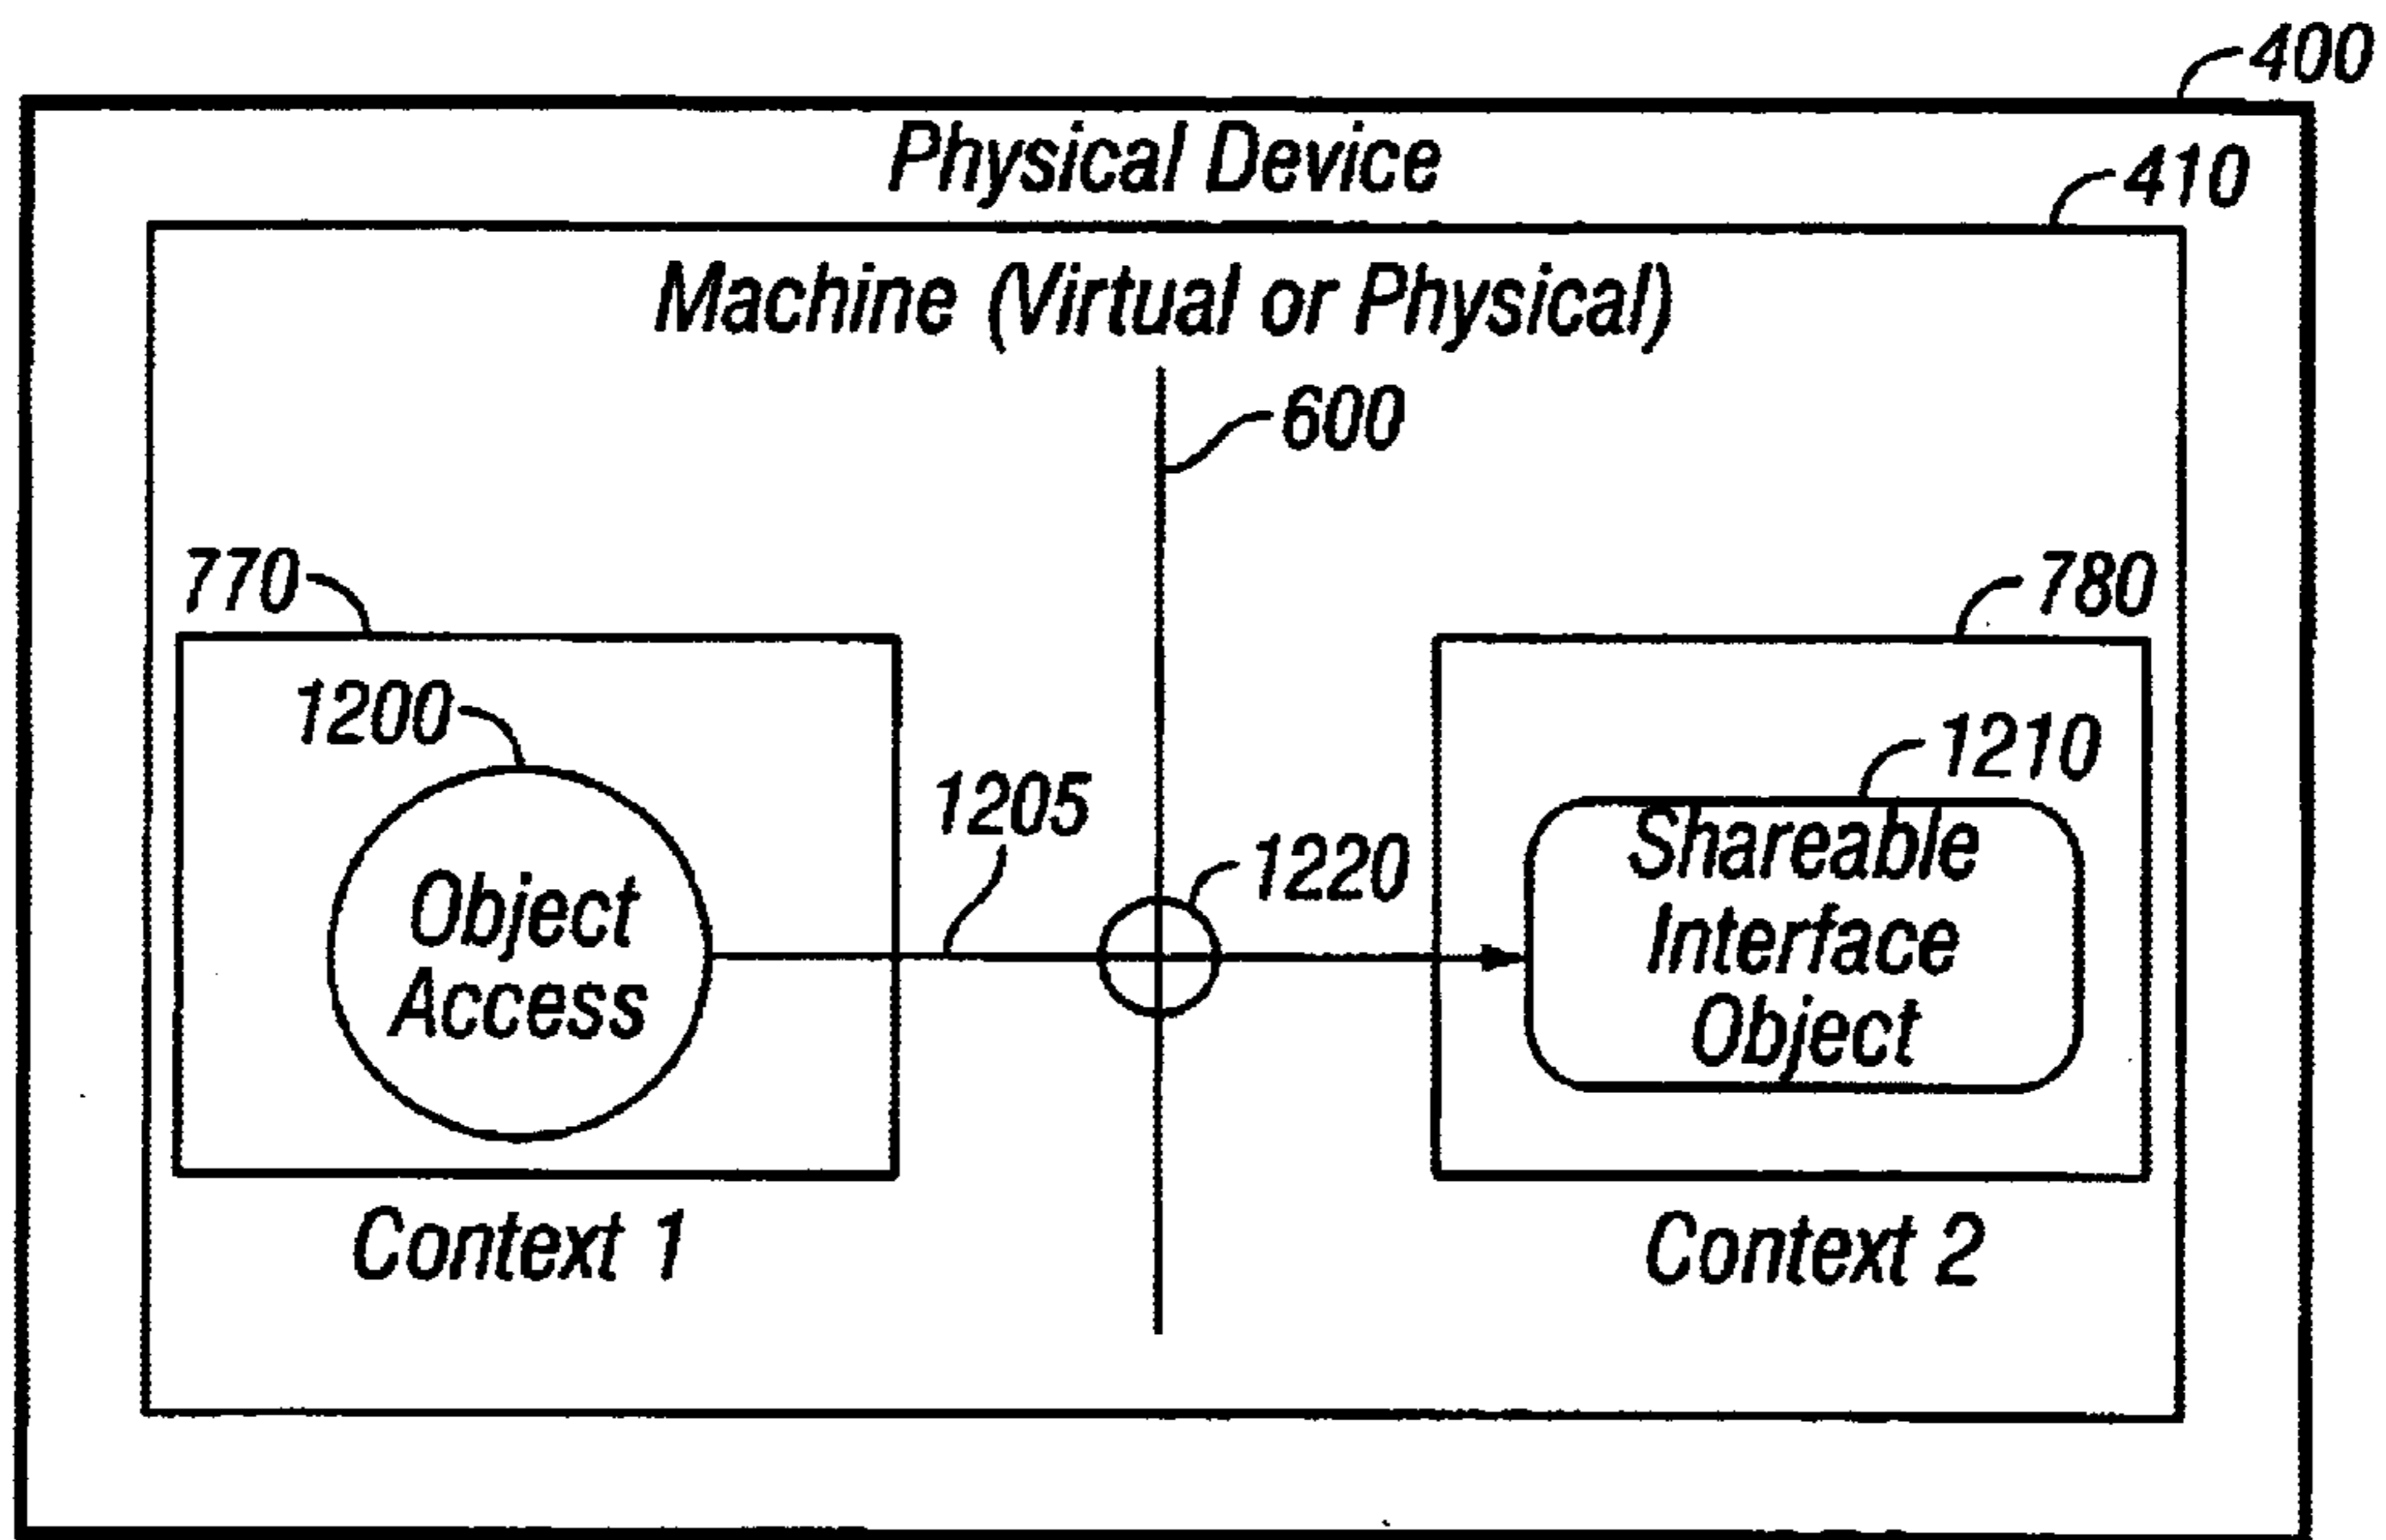 400
Physical Device
410
Machine (Virtual or Physical)
600
770
780
1200
1210
1205
1220
Object
Access
Shareable
Interface
Object
Context 1
Context 2